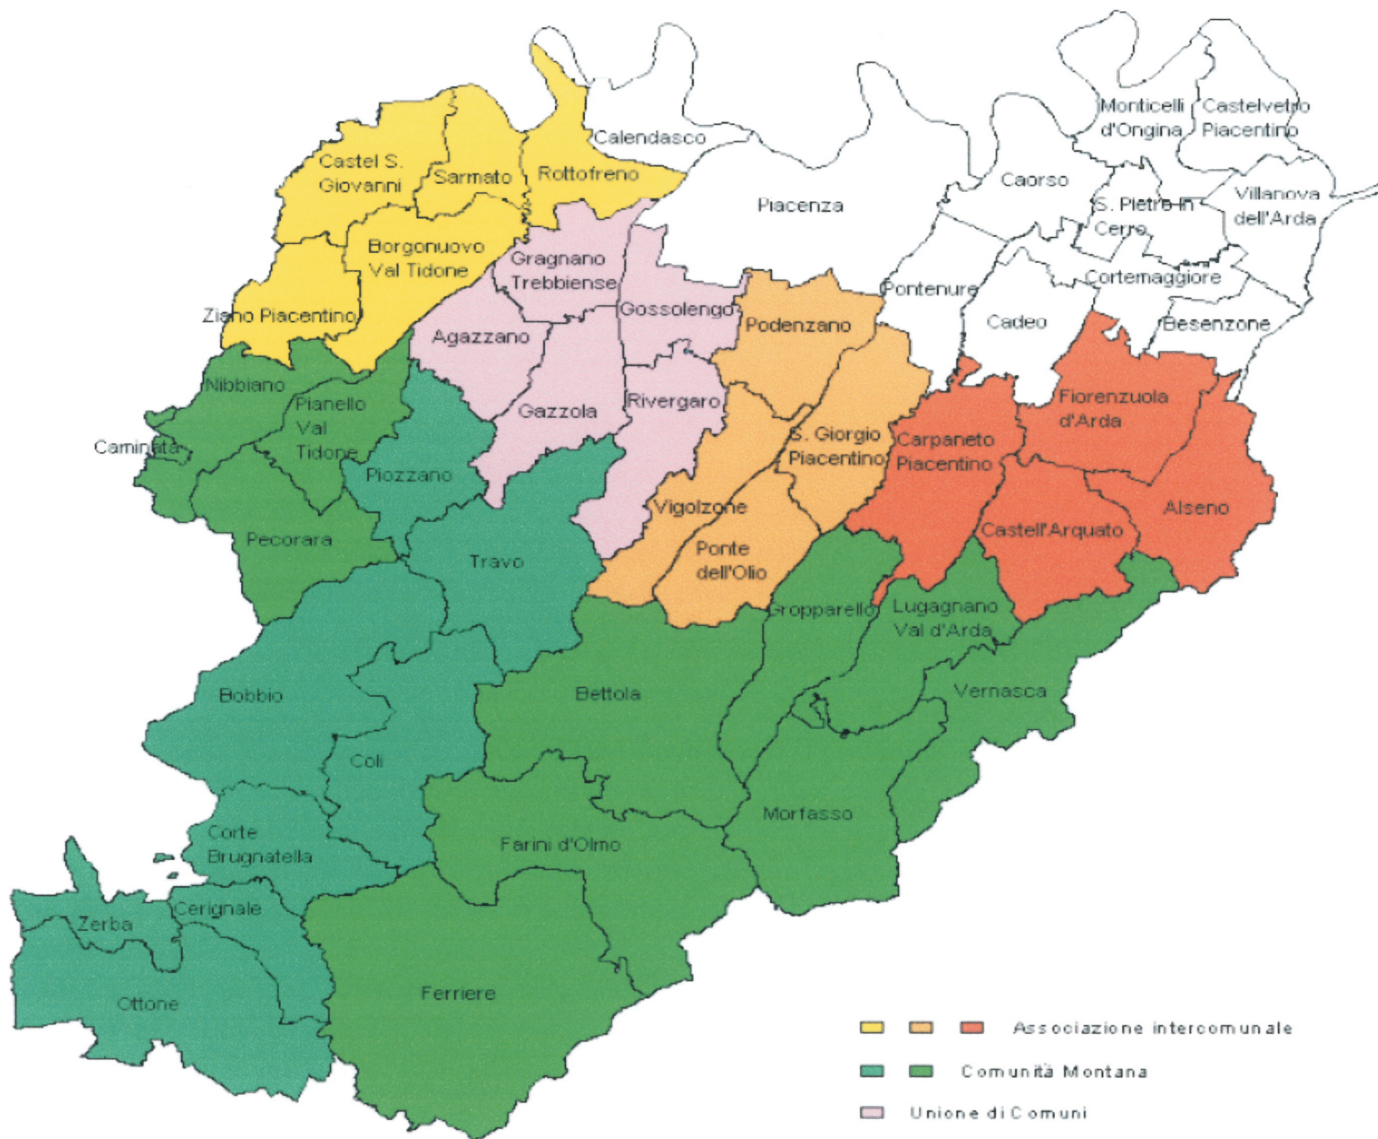 Monticelli
d'Ongina
Castelvetro
Piacentino
Calendasco
Castel S.
Giovanni
Sarmato
Rottofreno
Piacenza
Caorso
S. Pietro in
Cerro
Villanova
dell'Arda
Borgonuovo
Val Tidone
Gragnano
Trebbiense
Gossolengo
Pontenure
Cortemaggiore
Ziano Piacentino
Agazzano
Podenzano
Cadeo
Besenzone
Nibbiano
Pianello
Val
Tidone
Gazzola
Rivergaro
Fiorenzuola
d'Arda
Caminata
Piozzano
S. Giorgio
Piacentino
Carpaneto
Piacentino
Vigolzone
Alseno
Pecorara
Travo
Ponte
dell'Olio
Castell'Arquato
Gropparello
Lugagnano
Val d'Arda
Bobbio
Bettola
Vernasca
Coli
Corte
Brugnatella
Farini d'Olmo
Morfasso
Zerba
Cerignale
Ottone
Ferriere
Associazione intercomunale
Comunità Montana
Unione di Comuni